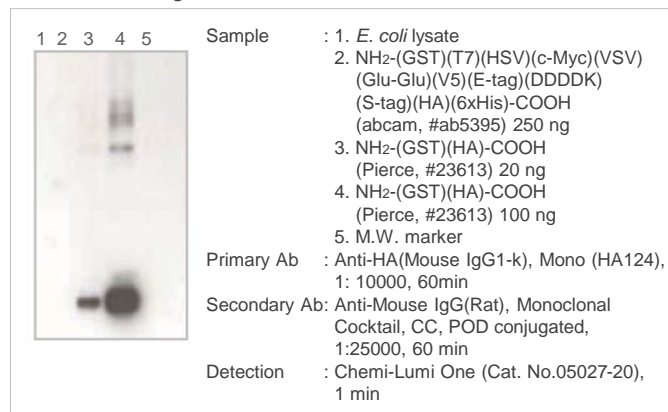 1 2 3 4 5
Sample : 1. E. coli lysate
2. NH2-(GST)(T7)(HSV)(c-Myc)(VSV)
(Glu-Glu)(V5)(E-tag)(DDDDK)
(S-tag)(HA)(6xHis)-COOH
(abcam, #ab5395) 250 ng
3. NH2-(GST)(HA)-COOH
(Pierce, #23613) 20 ng
4. NH2-(GST)(HA)-COOH
(Pierce, #23613) 100 ng
5. M.W. marker
Primary Ab : Anti-HA(Mouse IgG1-k), Mono (HA124),
1: 10000, 60min
Secondary Ab: Anti-Mouse IgG(Rat), Monoclonal
Cocktail, CC, POD conjugated,
1:25000, 60 min
Detection : Chemi-Lumi One (Cat. No.05027-20),
1 min